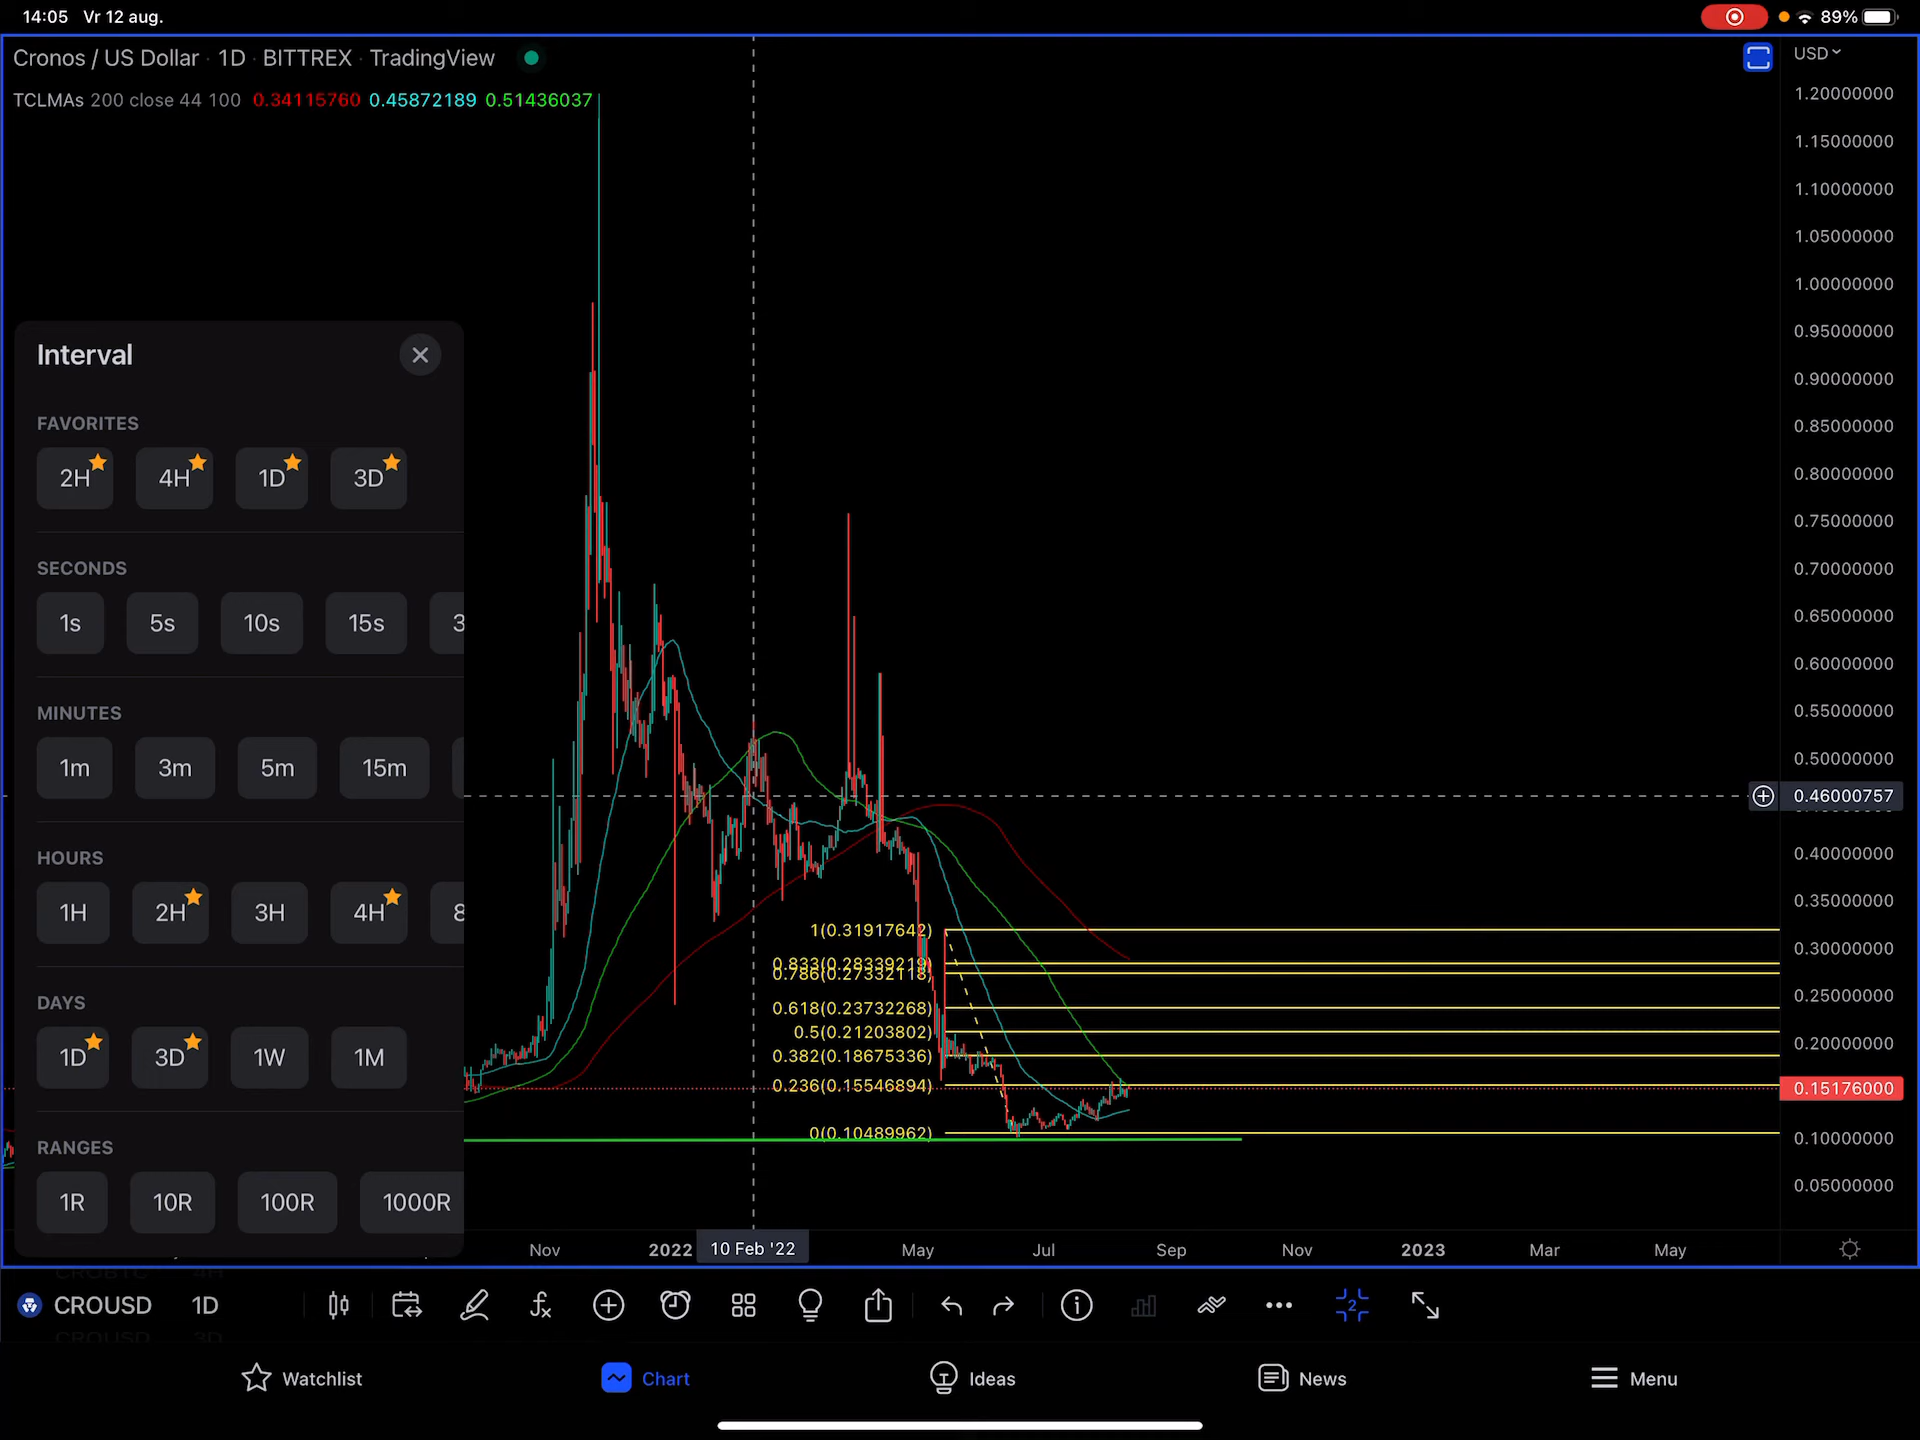 14:05 Vr 12 aug. 89%
Cronos / US Dollar · 1D · BITTREX · TradingView
USD
TCLMAs 200 close 44 100 0.34115760 0.45872189 0.51436037
1.20000000
1.15000000
1.10000000
1.05000000
1.00000000
0.95000000
0.90000000
0.85000000
0.80000000
0.75000000
0.70000000
0.65000000
0.60000000
0.55000000
0.50000000
0.46000757
0.40000000
0.35000000
0.30000000
0.25000000
0.20000000
0.15176000
0.10000000
0.05000000
Interval
FAVORITES
2H 4H 1D 3D
SECONDS
1s 5s 10s 15s 3
MINUTES
1m 3m 5m 15m
HOURS
1H 2H 3H 4H 8
DAYS
1D 3D 1W 1M
RANGES
1R 10R 100R 1000R
1(0.31917642)
0.833(0.28339219)
0.786(0.27332118)
0.618(0.23732268)
0.5(0.21203802)
0.382(0.18675336)
0.236(0.15546894)
0(0.10489962)
Nov 2022 10 Feb '22 May Jul Sep Nov 2023 Mar May
CROBTC 4H
CROUSD 1D
2
CROUSD 3D
Watchlist Chart Ideas News Menu